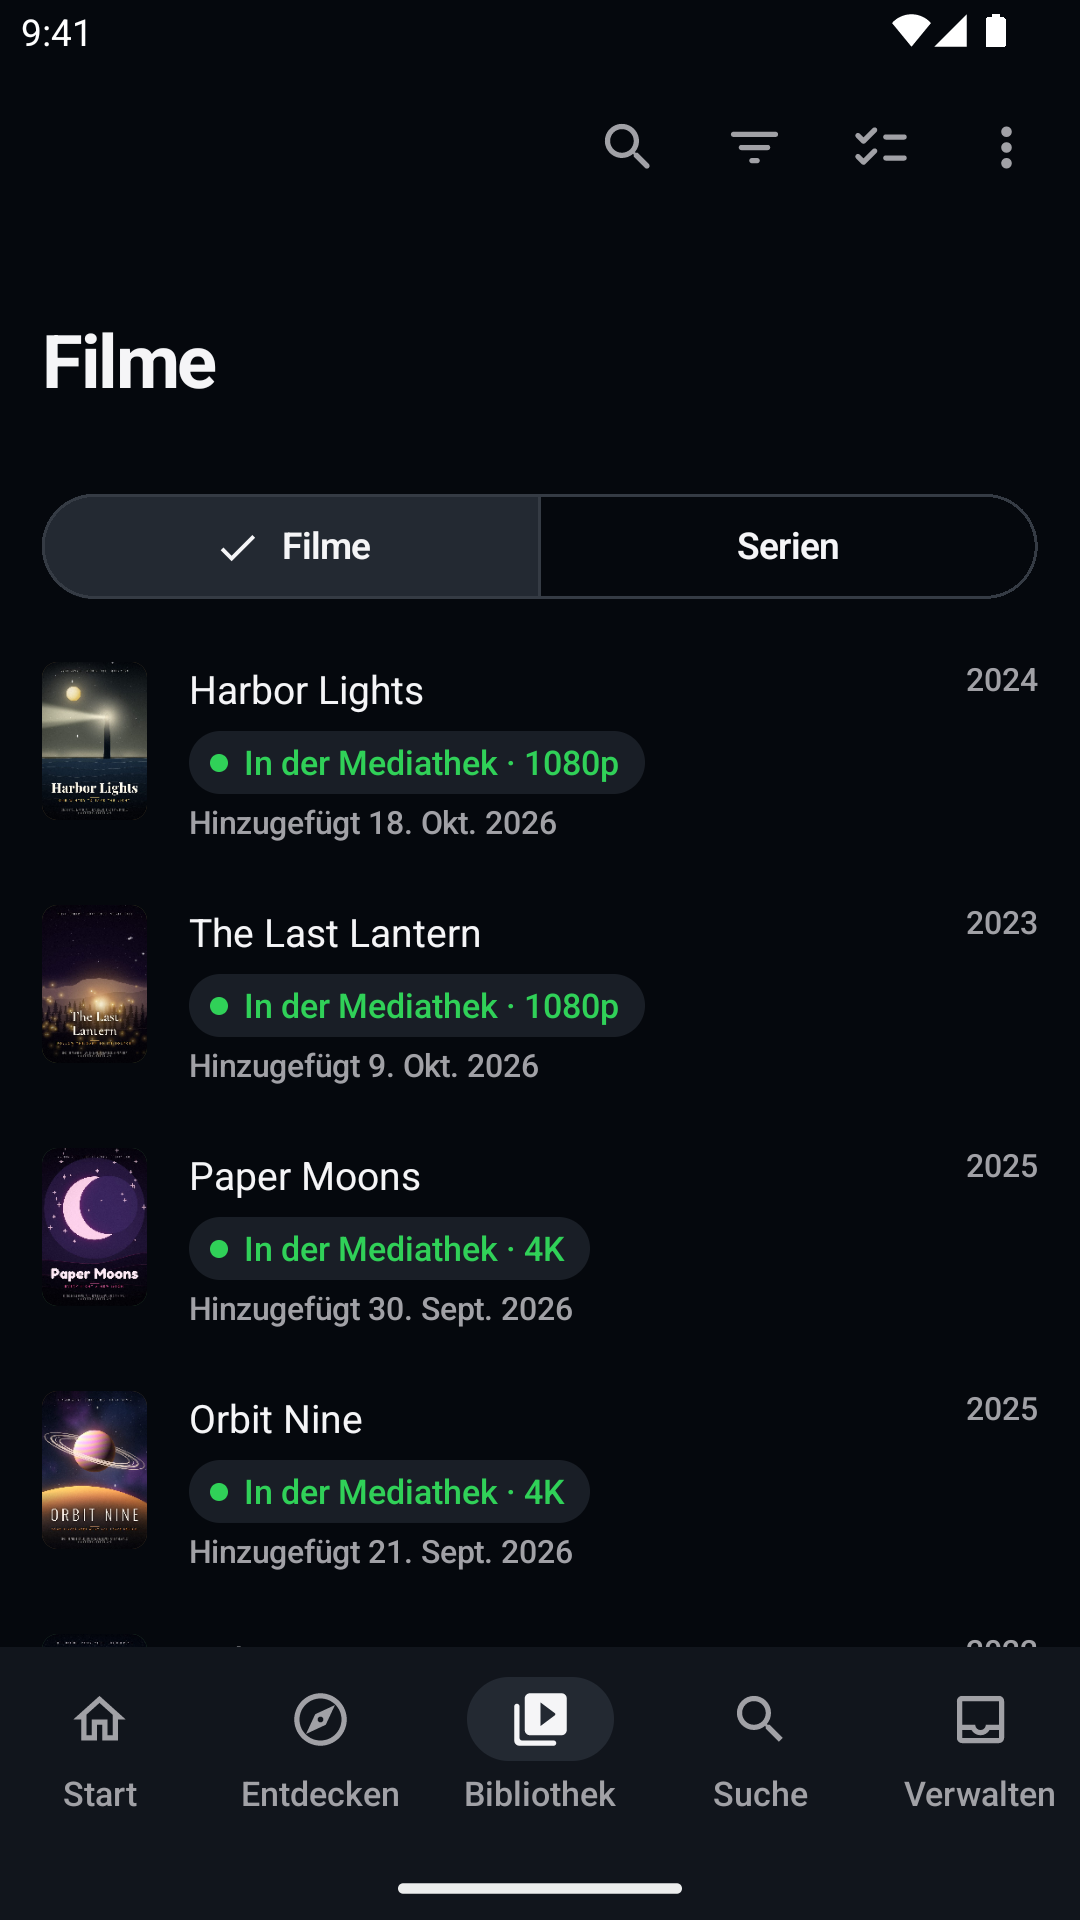 9:41
Filme
Filme
Serien
Harbor Lights
2024
In der Mediathek · 1080p
Hinzugefügt 18. Okt. 2026
Harbor Lights
The Last Lantern
2023
In der Mediathek · 1080p
Hinzugefügt 9. Okt. 2026
The Last
Lantern
Paper Moons
2025
In der Mediathek · 4K
Hinzugefügt 30. Sept. 2026
Paper Moons
Orbit Nine
2025
In der Mediathek · 4K
Hinzugefügt 21. Sept. 2026
ORBIT NINE
Start
Entdecken
Bibliothek
Suche
Verwalten